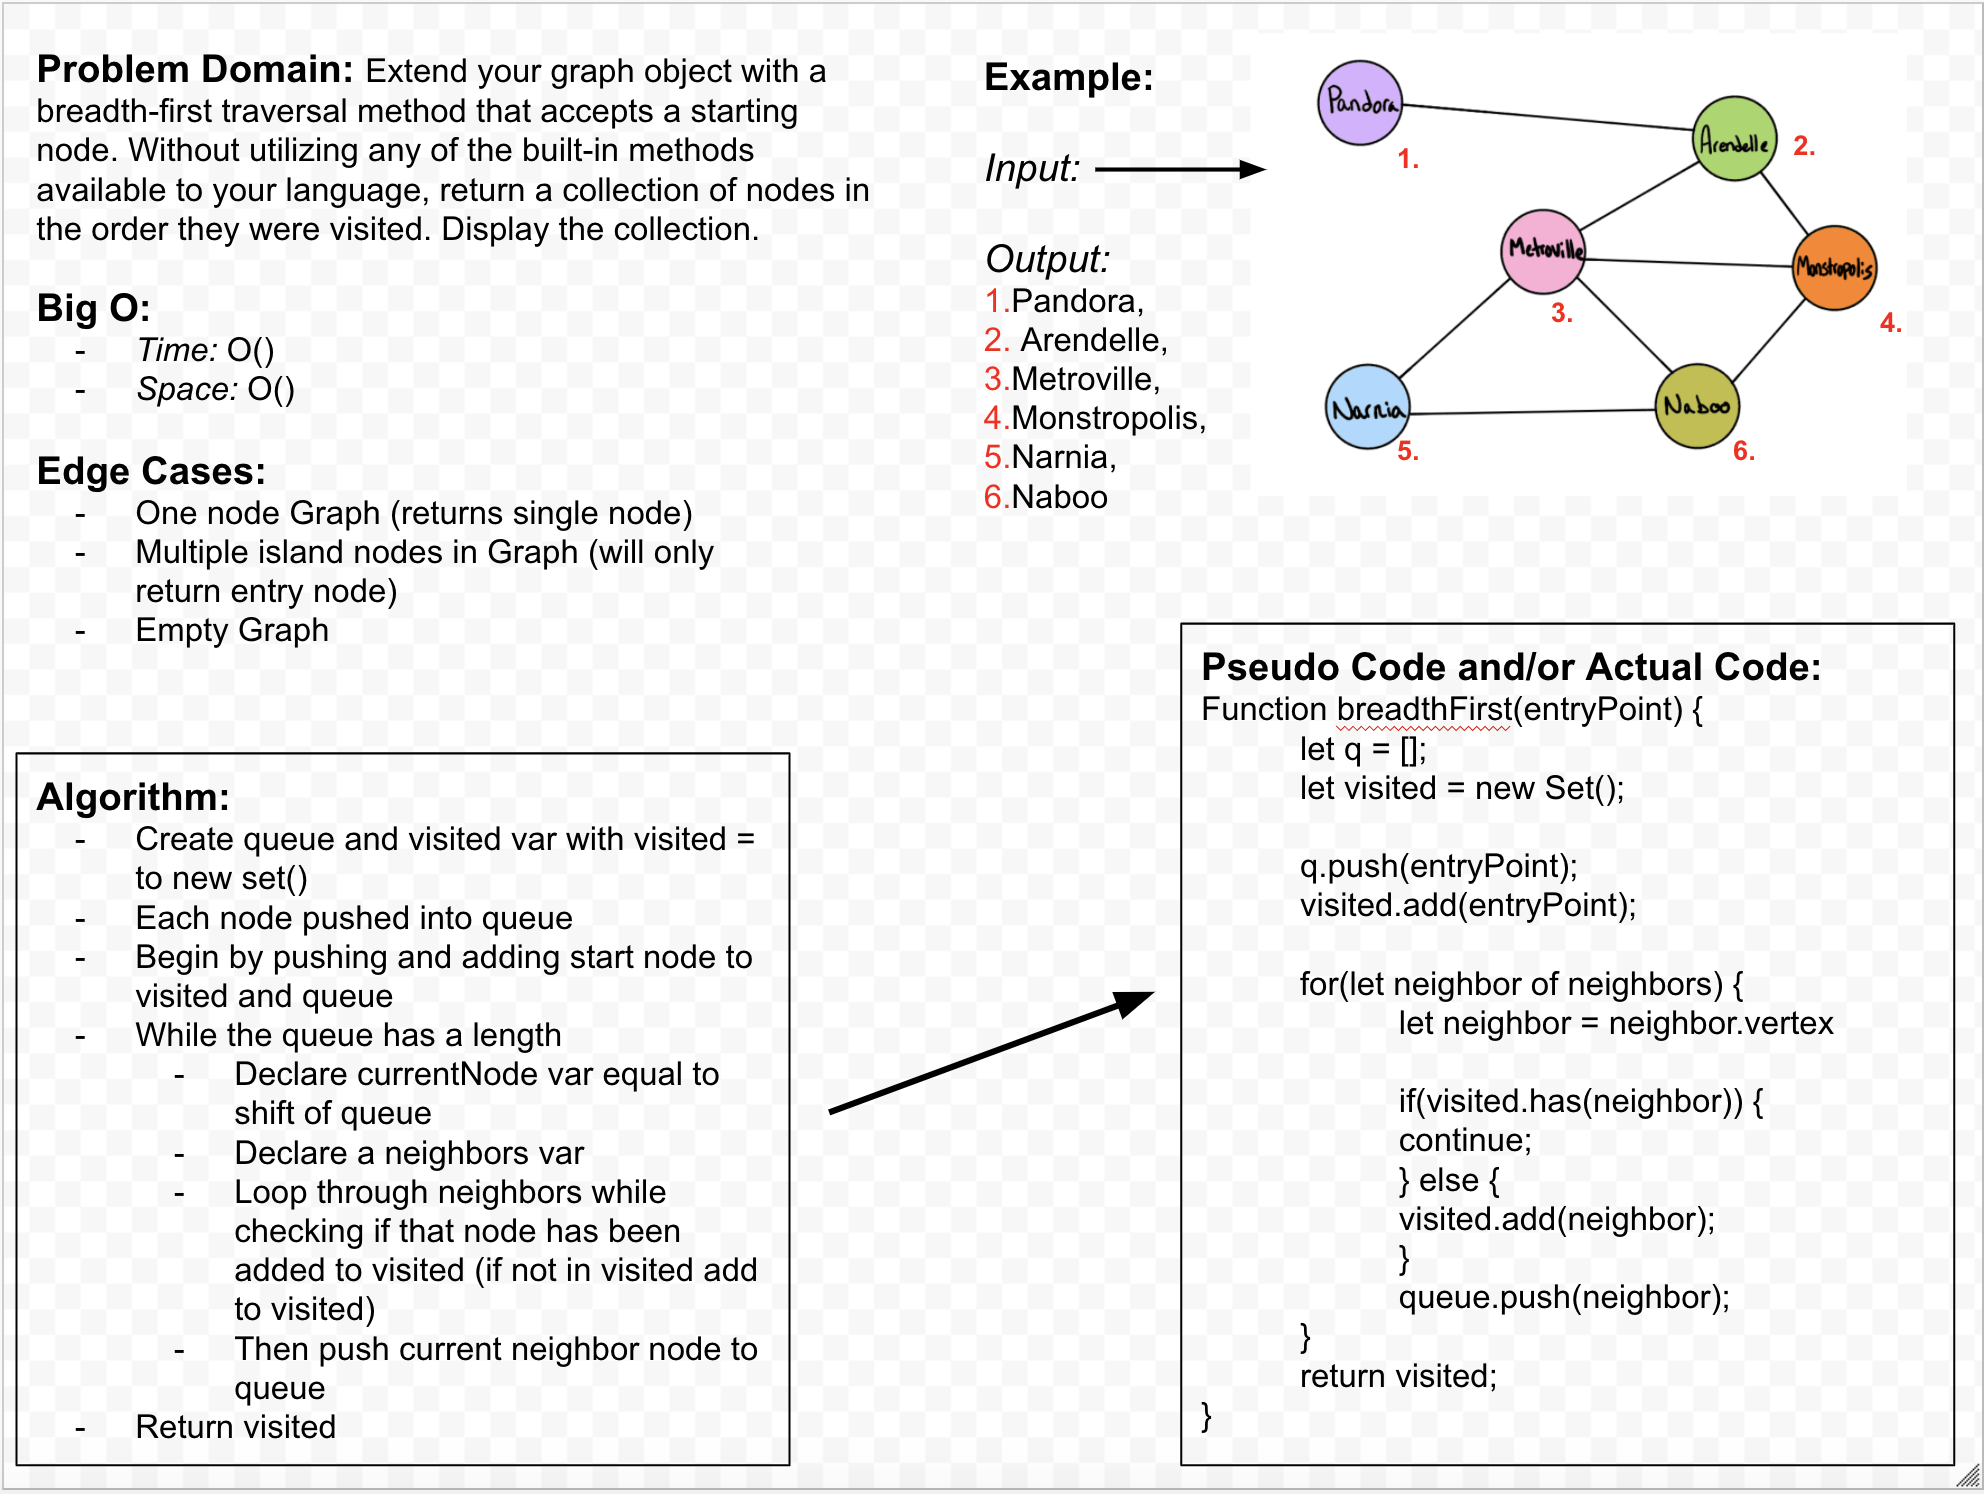 Problem Domain: Extend your graph object with a
breadth-first traversal method that accepts a starting
node. Without utilizing any of the built-in methods
available to your language, return a collection of nodes in
the order they were visited. Display the collection.
Big O:
- Time: O()
- Space: O()
Edge Cases:
- One node Graph (returns single node)
- Multiple island nodes in Graph (will only
return entry node)
- Empty Graph
Algorithm:
- Create queue and visited var with visited =
to new set()
- Each node pushed into queue
- Begin by pushing and adding start node to
visited and queue
- While the queue has a length
- Declare currentNode var equal to
shift of queue
- Declare a neighbors var
- Loop through neighbors while
checking if that node has been
added to visited (if not in visited add
to visited)
- Then push current neighbor node to
queue
- Return visited
Example:
Input:
Output:
1.Pandora,
2. Arendelle,
3.Metroville,
4.Monstropolis,
5.Narnia,
6.Naboo
Pandora
1.
Arendelle
2.
Metroville
3.
Monstropolis
4.
Narnia
5.
Naboo
6.
Pseudo Code and/or Actual Code:
Function breadthFirst(entryPoint) {
let q = [];
let visited = new Set();
q.push(entryPoint);
visited.add(entryPoint);
for(let neighbor of neighbors) {
let neighbor = neighbor.vertex
if(visited.has(neighbor)) {
continue;
} else {
visited.add(neighbor);
}
queue.push(neighbor);
}
return visited;
}